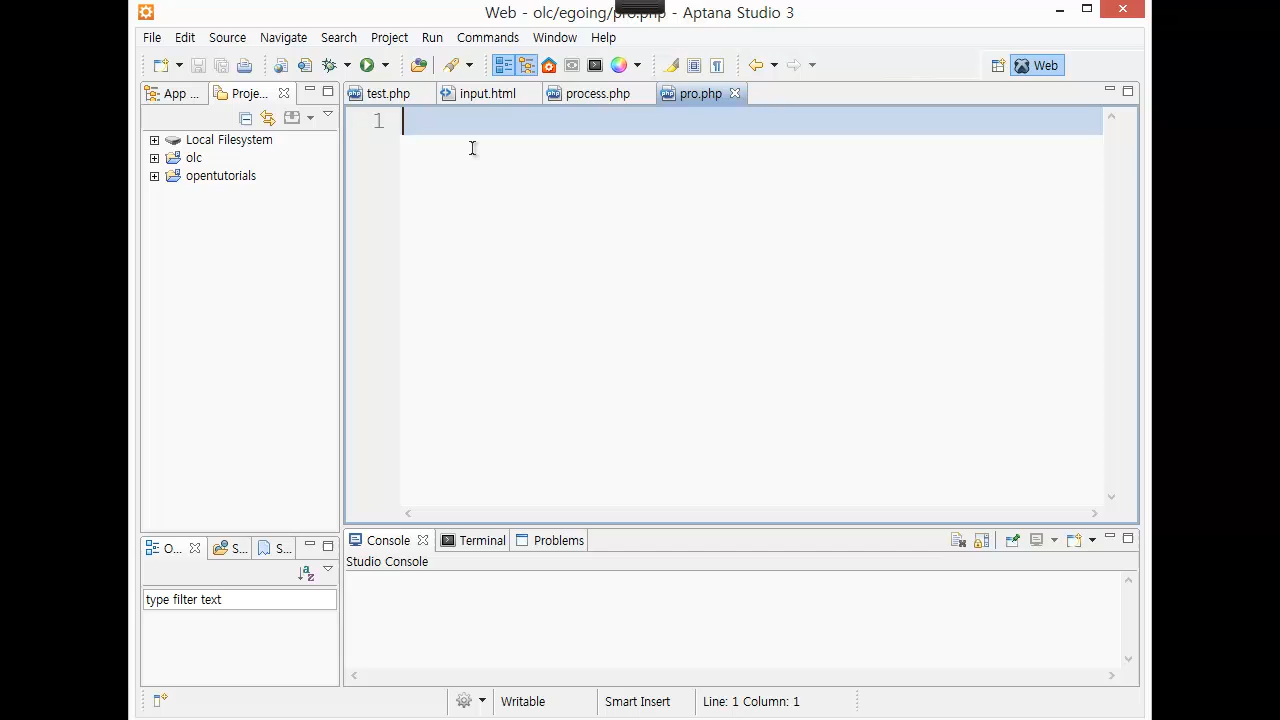 Web - olc/egoing/pro.php - Aptana Studio 3
File Edit Source Navigate Search Project Run Commands Window Help
Web
App ... Proje...
test.php input.html process.php pro.php
1
Local Filesystem
olc
opentutorials
O... S... S...
Console Terminal Problems
Studio Console
type filter text
Writable Smart Insert Line: 1 Column: 1